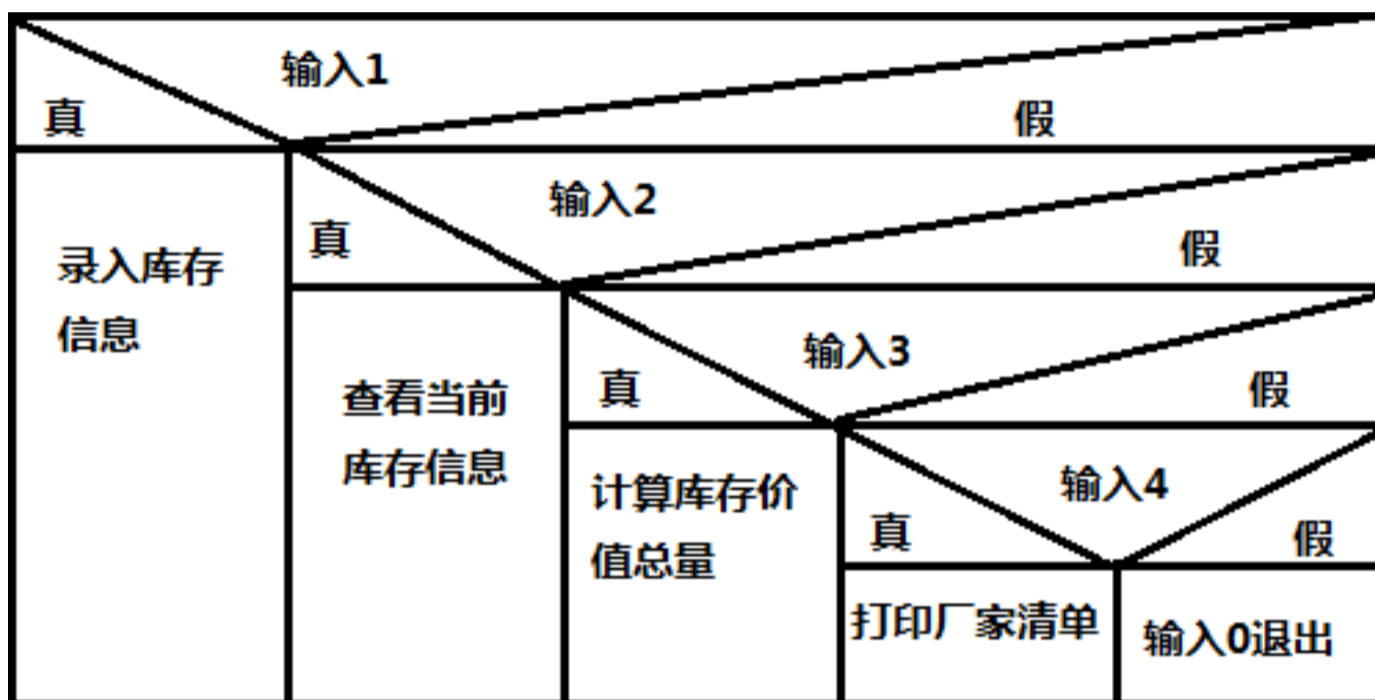 输入1
真
假
输入2
真
假
录入库存
信息
输入3
真
假
查看当前
库存信息
输入4
真
假
计算库存价
值总量
打印厂家清单
输入0退出